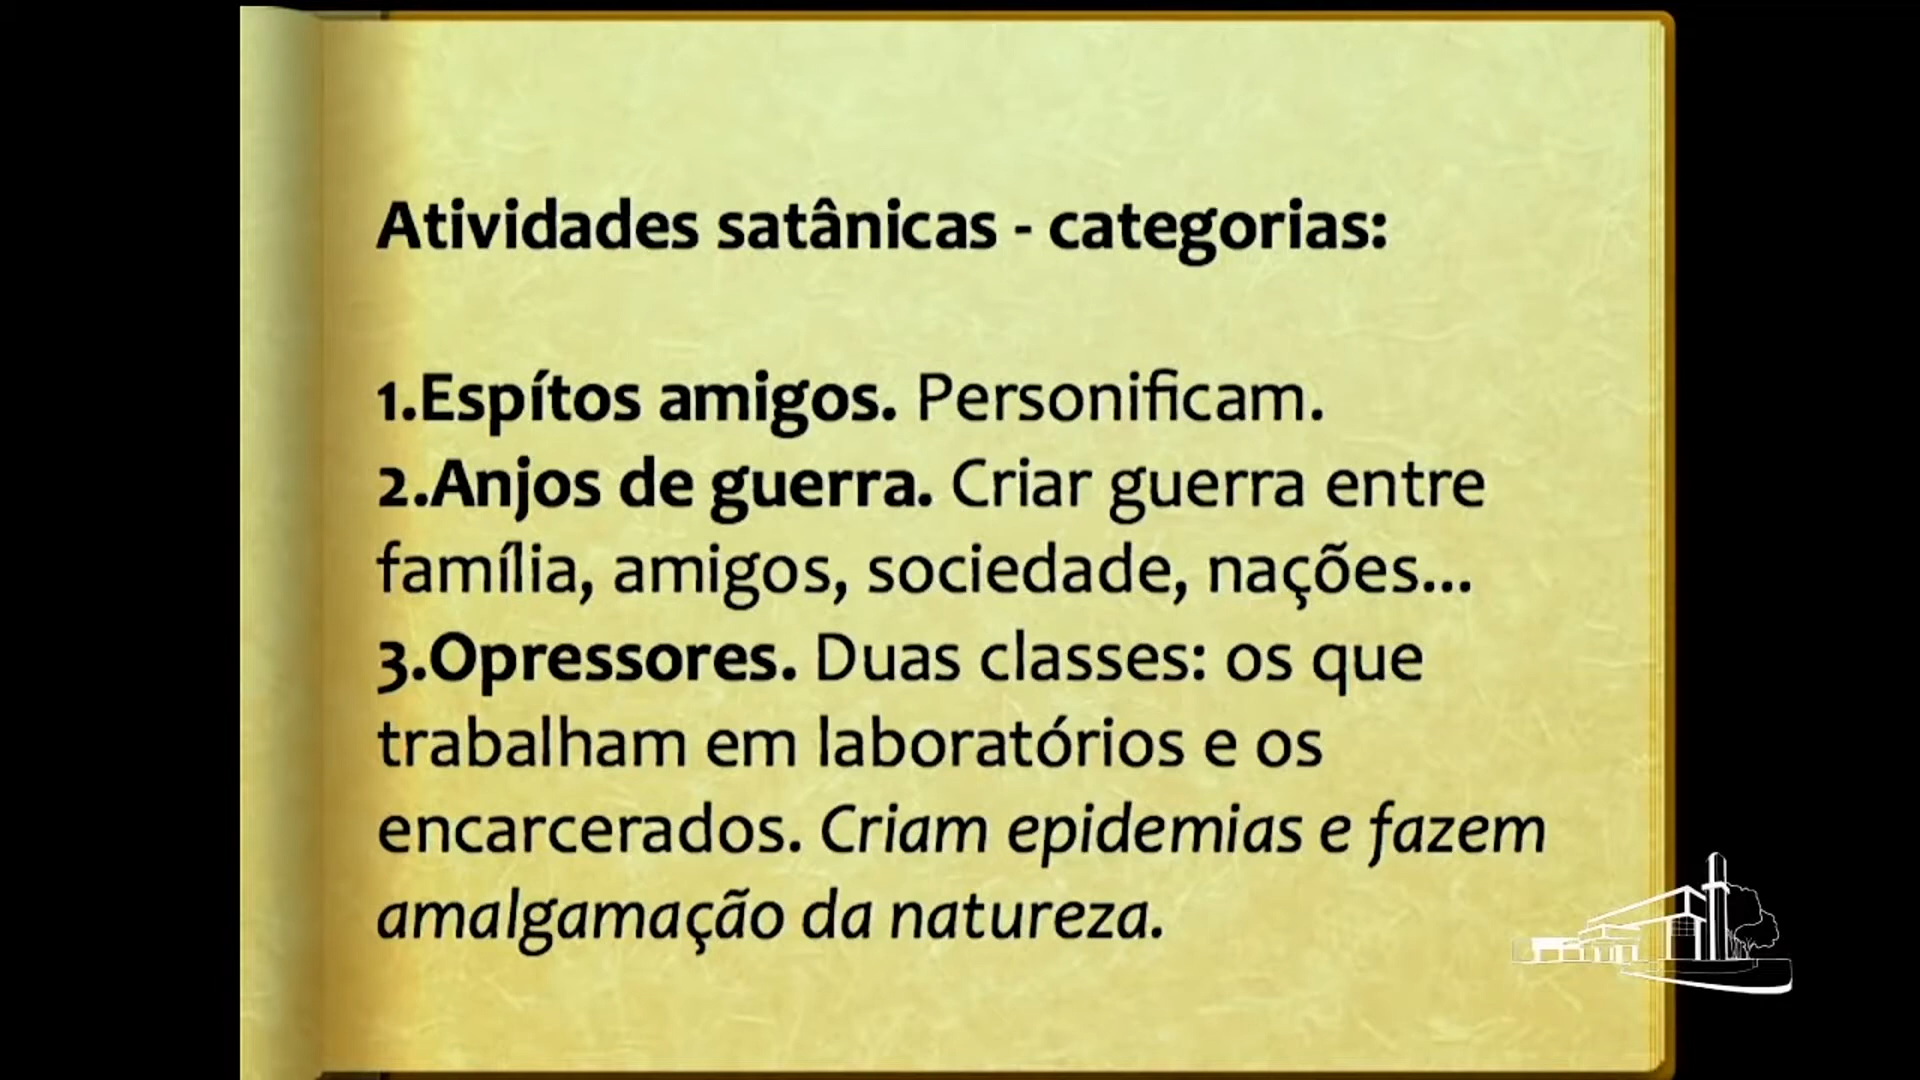 Atividades satânicas - categorias:
1.Espítos amigos. Personificam.
2.Anjos de guerra. Criar guerra entre
família, amigos, sociedade, nações...
3.Opressores. Duas classes: os que
trabalham em laboratórios e os
encarcerados. Criam epidemias e fazem
amalgamação da natureza.